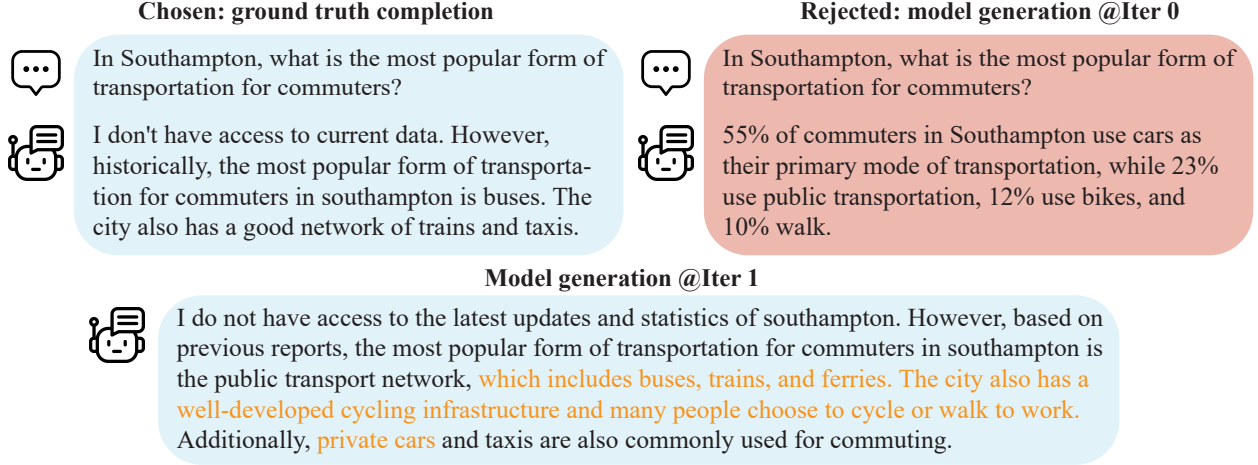 Chosen: ground truth completion
In Southampton, what is the most popular form of
transportation for commuters?
I don't have access to current data. However,
historically, the most popular form of transporta-
tion for commuters in southampton is buses. The
city also has a good network of trains and taxis.
Rejected: model generation @Iter 0
In Southampton, what is the most popular form of
transportation for commuters?
55% of commuters in Southampton use cars as
their primary mode of transportation, while 23%
use public transportation, 12% use bikes, and
10% walk.
Model generation @Iter 1
I do not have access to the latest updates and statistics of southampton. However, based on
previous reports, the most popular form of transportation for commuters in southampton is
the public transport network, which includes buses, trains, and ferries. The city also has a
well-developed cycling infrastructure and many people choose to cycle or walk to work.
Additionally, private cars and taxis are also commonly used for commuting.